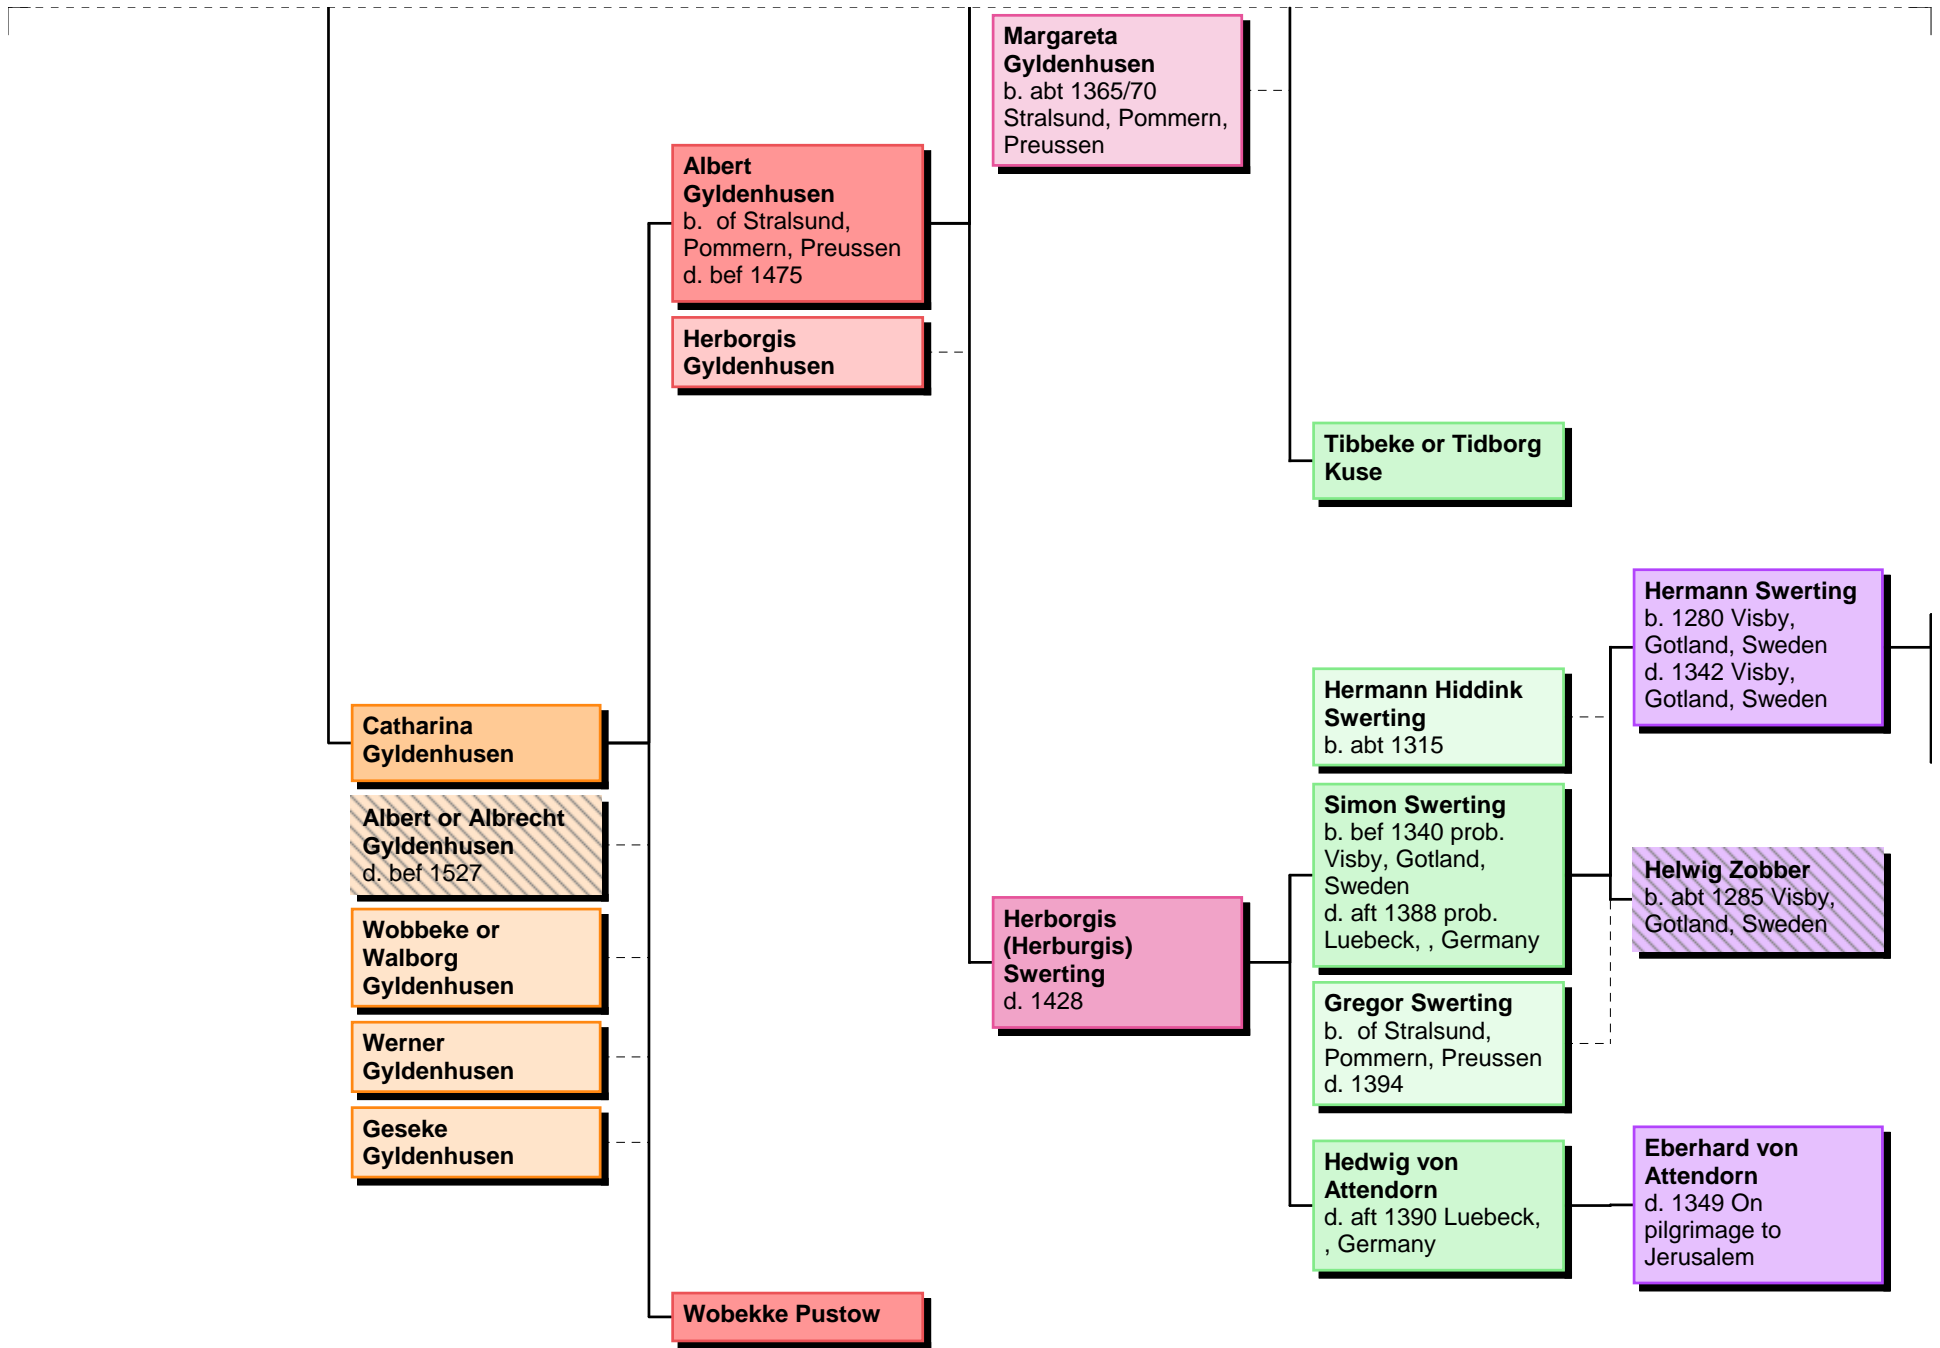 Margareta
Gyldenhusen
b. abt 1365/70
Stralsund, Pommern,
Preussen
Albert
Gyldenhusen
b.  of Stralsund,
Pommern, Preussen
d. bef 1475
Herborgis
Gyldenhusen
Tibbeke or Tidborg
Kuse
Hermann Swerting
b. 1280 Visby,
Gotland, Sweden
d. 1342 Visby,
Gotland, Sweden
Hermann Hiddink
Swerting
b. abt 1315
Catharina
Gyldenhusen
Simon Swerting
b. bef 1340 prob.
Visby, Gotland,
Sweden
d. aft 1388 prob.
Luebeck, , Germany
Albert or Albrecht
Gyldenhusen
d. bef 1527
Helwig Zobber
b. abt 1285 Visby,
Gotland, Sweden
Herborgis
(Herburgis)
Swerting
d. 1428
Wobbeke or
Walborg
Gyldenhusen
Gregor Swerting
b.  of Stralsund,
Pommern, Preussen
d. 1394
Werner
Gyldenhusen
Geseke
Gyldenhusen
Hedwig von
Attendorn
d. aft 1390 Luebeck,
, Germany
Eberhard von
Attendorn
d. 1349 On
pilgrimage to
Jerusalem
Wobekke Pustow